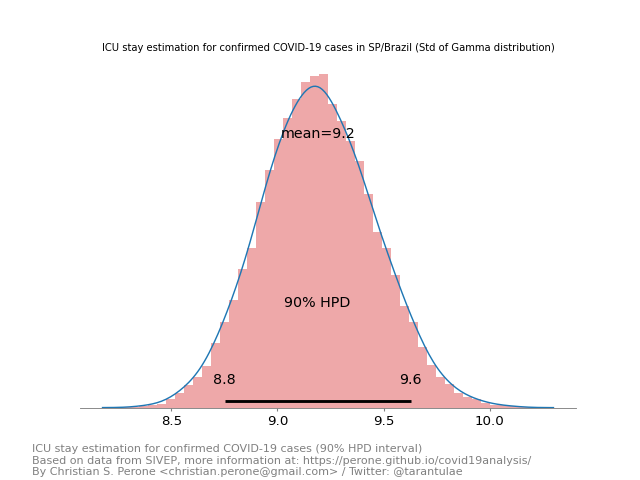 ICU stay estimation for confirmed COVID-19 cases in SP/Brazil (Std of Gamma distribution)
mean=9.2
90% HPD
8.8 9.6
8.5 9.0 9.5 10.0
ICU stay estimation for confirmed COVID-19 cases (90% HPD interval)
Based on data from SIVEP, more information at: https://perone.github.io/covid19analysis/
By Christian S. Perone <christian.perone@gmail.com> / Twitter: @tarantulae